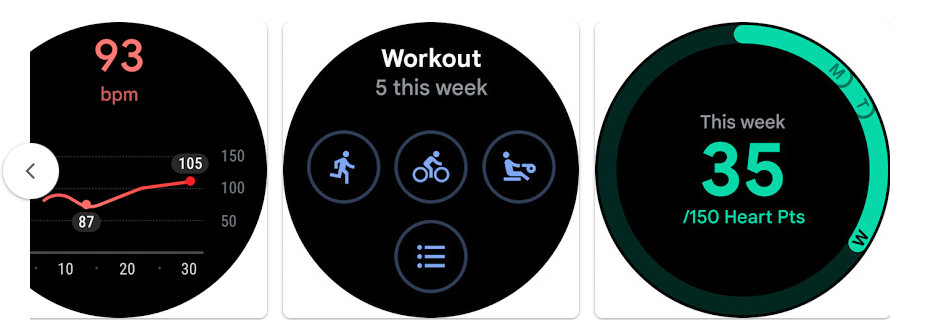 93
bpm
150
105
100
87
50
10 20 30
Workout
5 this week
M T
This week
35
/150 Heart Pts
W